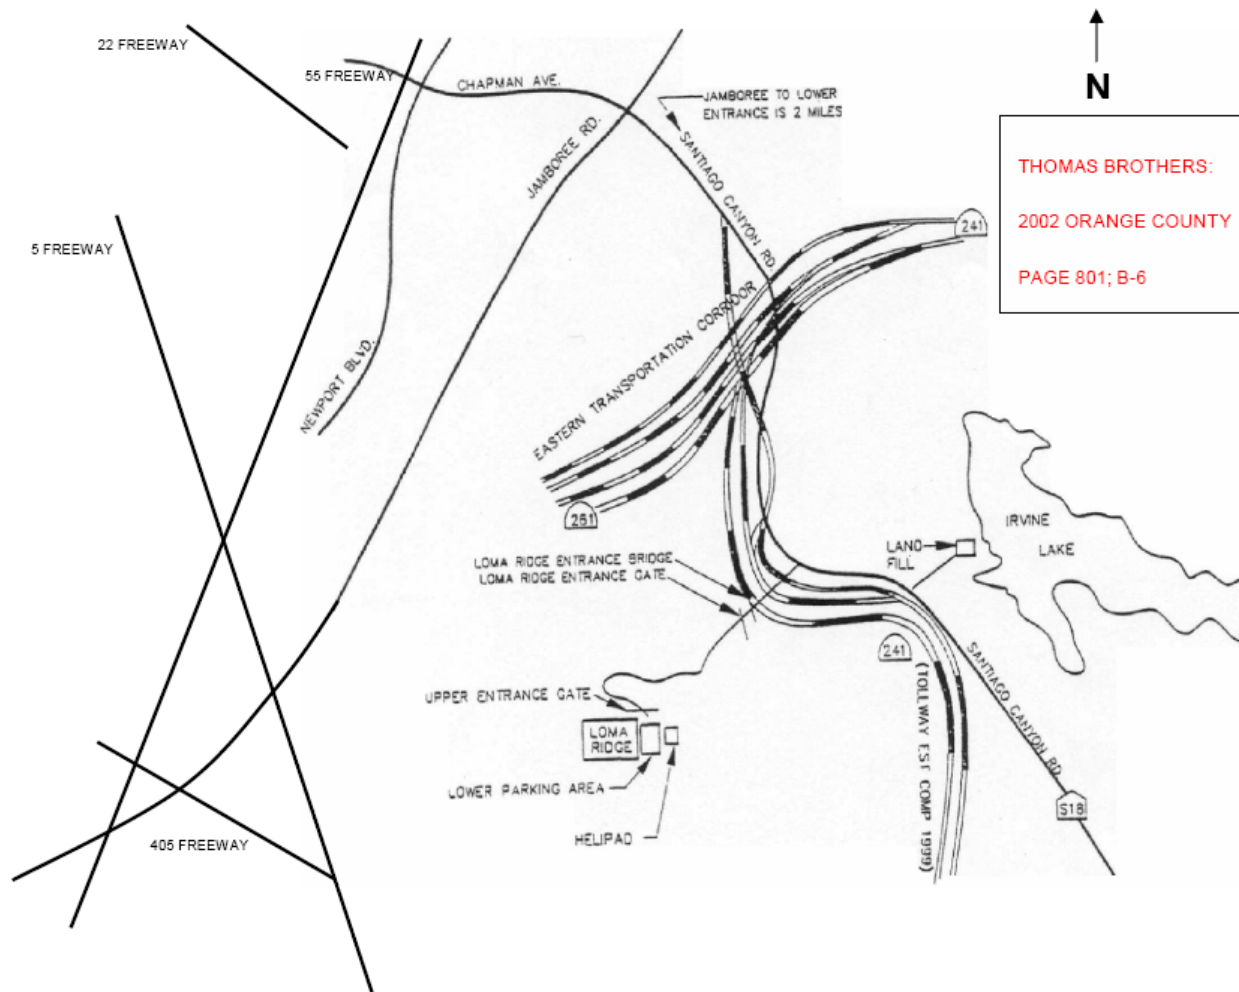 22 FREEWAY
55 FREEWAY
CHAPMAN AVE.
JAMBOREE TO LOWER
ENTRANCE IS 2 MILES
N
THOMAS BROTHERS:
2002 ORANGE COUNTY
PAGE 801; B-6
JAMBOREE RD.
SANTIAGO CANYON RD.
241
5 FREEWAY
NEWPORT BLVD.
EASTERN TRANSPORTATION CORRIDOR
261
IRVINE
LAKE
LAND
FILL
LOMA RIDGE ENTRANCE BRIDGE
LOMA RIDGE ENTRANCE GATE
241
SANTIAGO CANYON RD.
(TOLLWAY EST COMP 1999)
UPPER ENTRANCE GATE
LOMA
RIDGE
LOWER PARKING AREA
HELIPAD
S18
405 FREEWAY